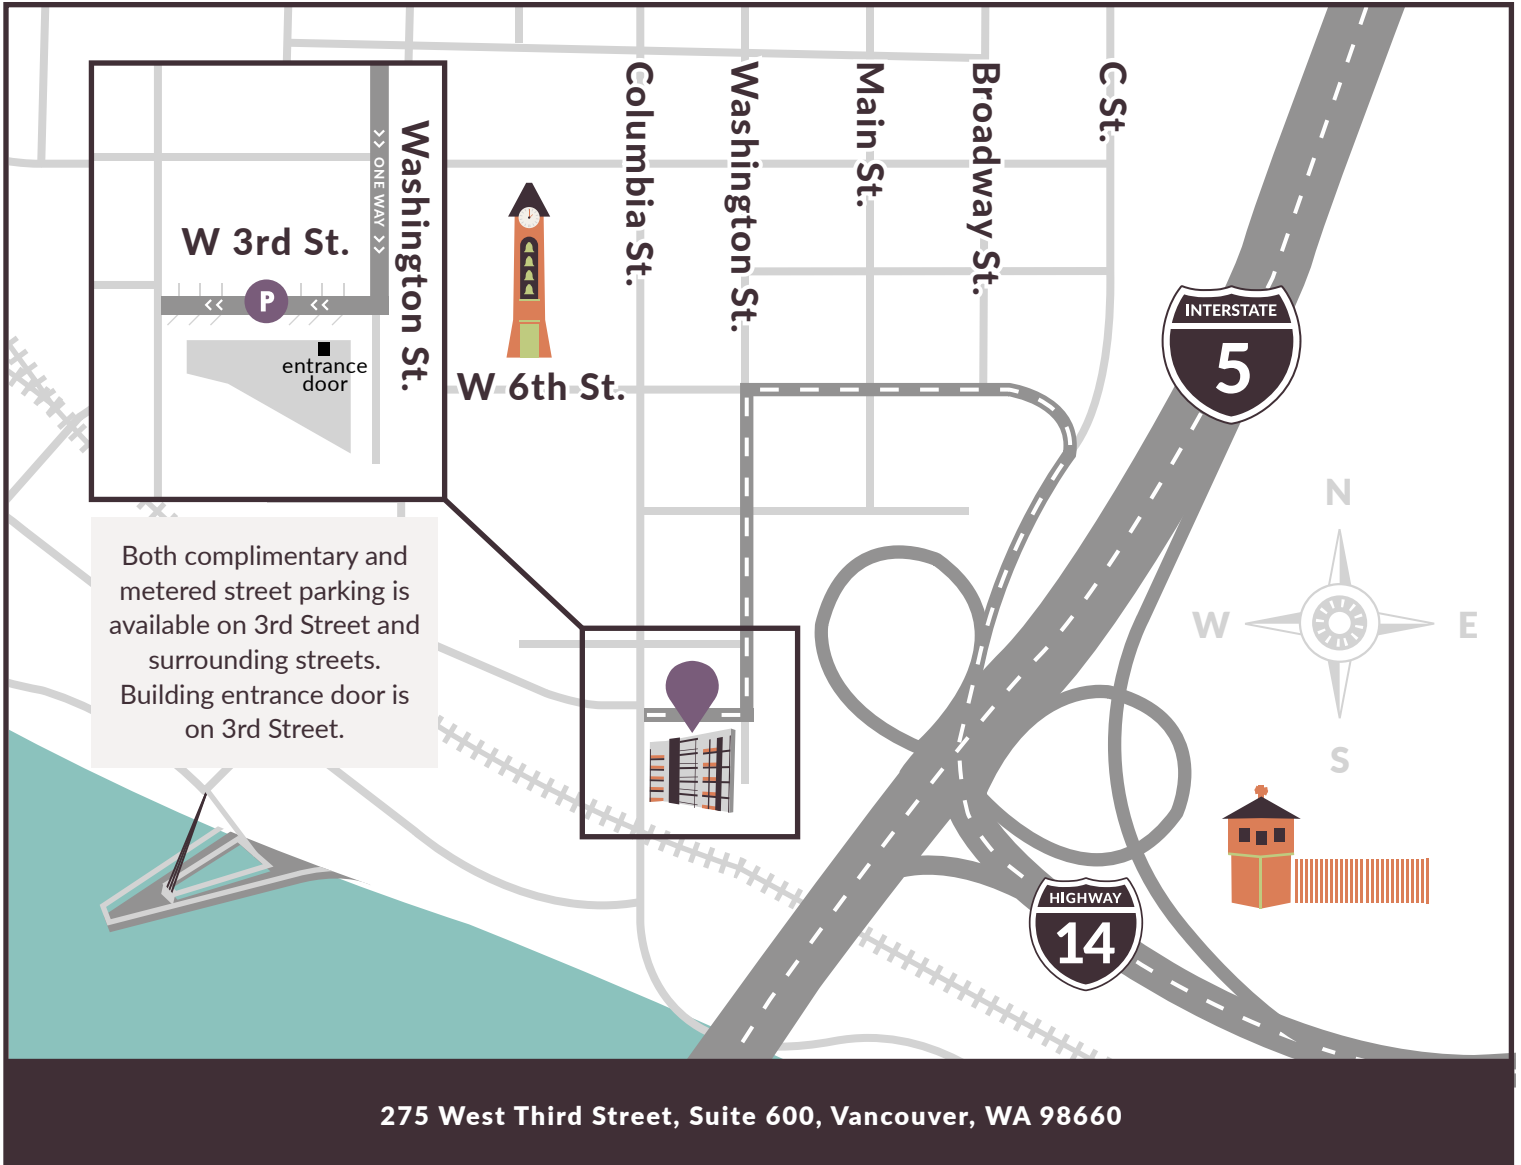 Columbia St.
Washington St.
Main St.
Broadway St.
C St.
Washington St.
>> ONE WAY >>
W 3rd St.
<< P <<
entrance
door
W 6th St.
INTERSTATE
5
N
W
E
S
Both complimentary and
metered street parking is
available on 3rd Street and
surrounding streets.
Building entrance door is
on 3rd Street.
HIGHWAY
14
275 West Third Street, Suite 600, Vancouver, WA 98660